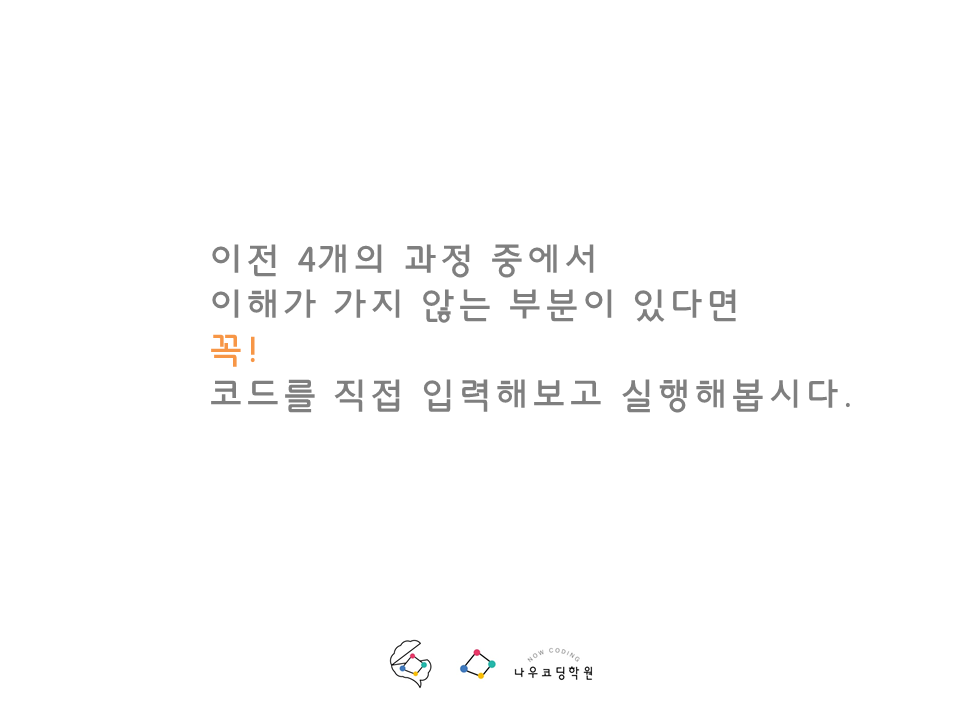 이전 4개의 과정 중에서
이해가 가지 않는 부분이 있다면
꼭!
코드를 직접 입력해보고 실행해봅시다.
NOW CODING
나우코딩학원